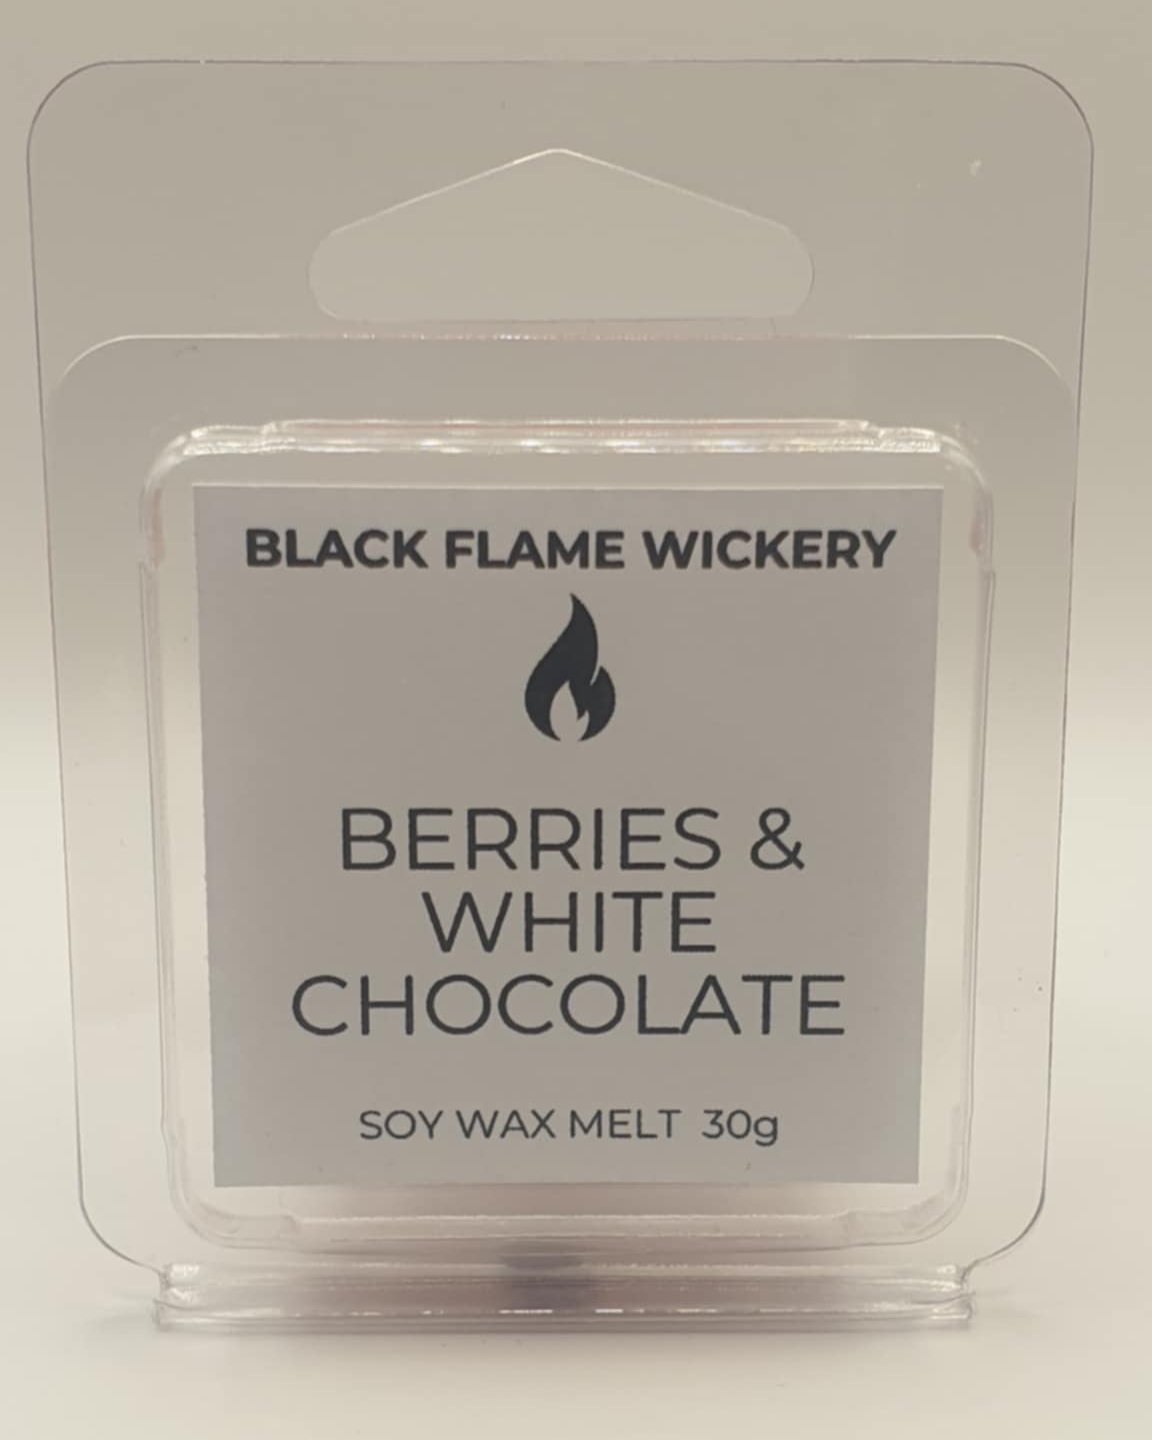 BLACK FLAME WICKERY
BERRIES &
WHITE
CHOCOLATE
SOY WAX MELT 30g